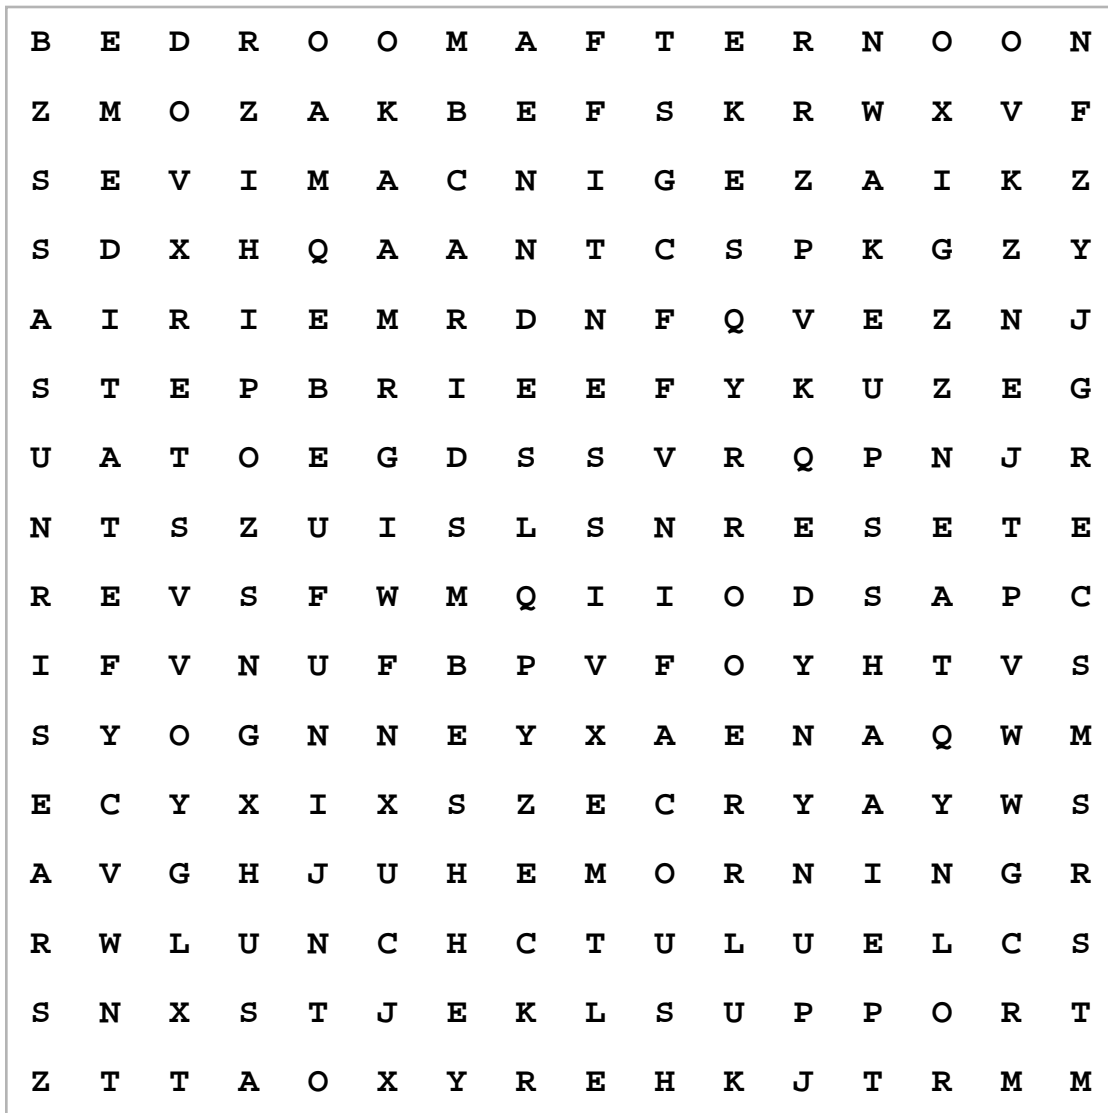 B E D R O O M A F T E R N O O N
Z M O Z A K B E F S K R W X V F
S E V I M A C N I G E Z A I K Z
S D X H Q A A N T C S P K G Z Y
A I R I E M R D N F Q V E Z N J
S T E P B R I E E F Y K U Z E G
U A T O E G D S S V R Q P N J R
N T S Z U I S L S N R E S E T E
R E V S F W M Q I I O D S A P C
I F V N U F B P V F O Y H T V S
S Y O G N N E Y X A E N A Q W M
E C Y X I X S Z E C R Y A Y W S
A V G H J U H E M O R N I N G R
R W L U N C H C T U L U E L C S
S N X S T J E K L S U P P O R T
Z T T A O X Y R E H K J T R M M